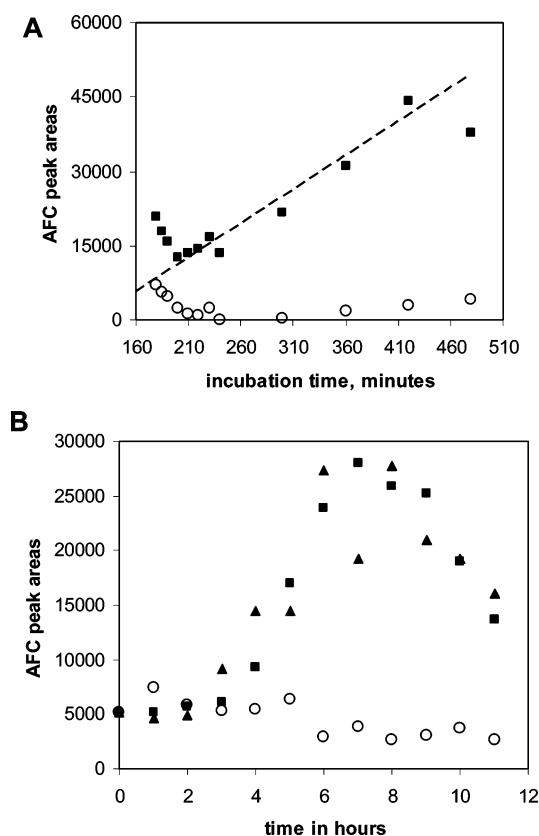 A
60000
45000
30000
15000
0
AFC peak areas
160 210 260 310 360 410 460 510
incubation time, minutes
B
30000
25000
20000
15000
10000
5000
0
AFC peak areas
0 2 4 6 8 10 12
time in hours